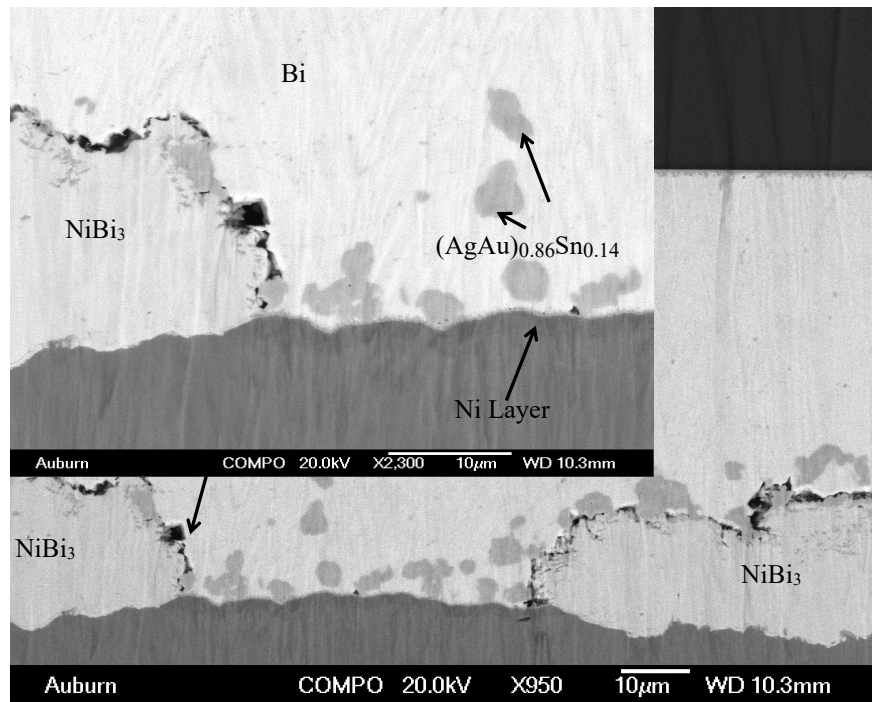 Bi
NiBi₃
(AgAu)₀.₈₆Sn₀.₁₄
Ni Layer
Auburn COMPO 20.0kV X2,300 10µm WD 10.3mm
NiBi₃
NiBi₃
Auburn COMPO 20.0kV X950 10µm WD 10.3mm